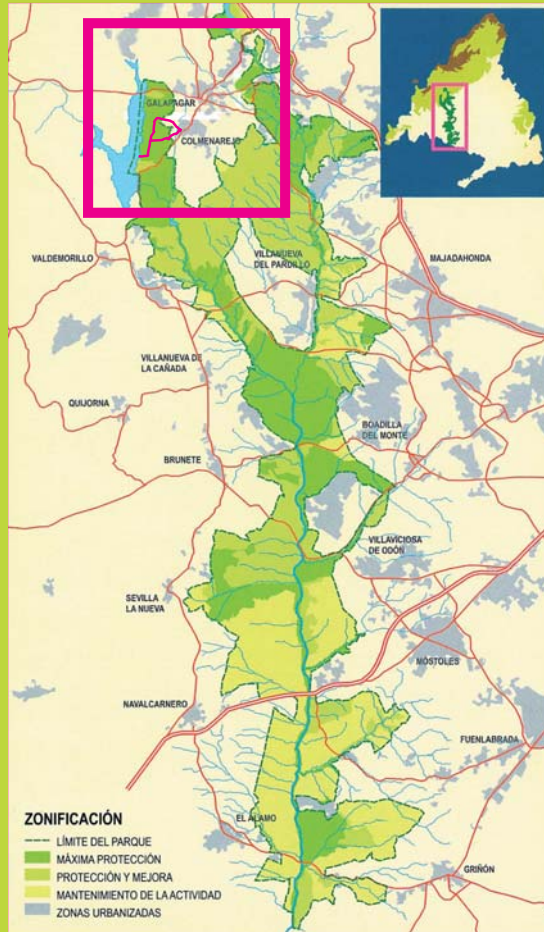 GALAPAGAR
COLMENAREJO
VALDEMORILLO
VILLANUEVA
DEL PARDILLO
MAJADAHONDA
VILLANUEVA DE
LA CAÑADA
QUIJORNA
BOADILLA
DEL MONTE
BRUNETE
VILLAVICIOSA
DE ODÓN
SEVILLA
LA NUEVA
MÓSTOLES
NAVALCARNERO
FUENLABRADA
EL ÁLAMO
GRIÑÓN
ZONIFICACIÓN
LÍMITE DEL PARQUE
MÁXIMA PROTECCIÓN
PROTECCIÓN Y MEJORA
MANTENIMIENTO DE LA ACTIVIDAD
ZONAS URBANIZADAS